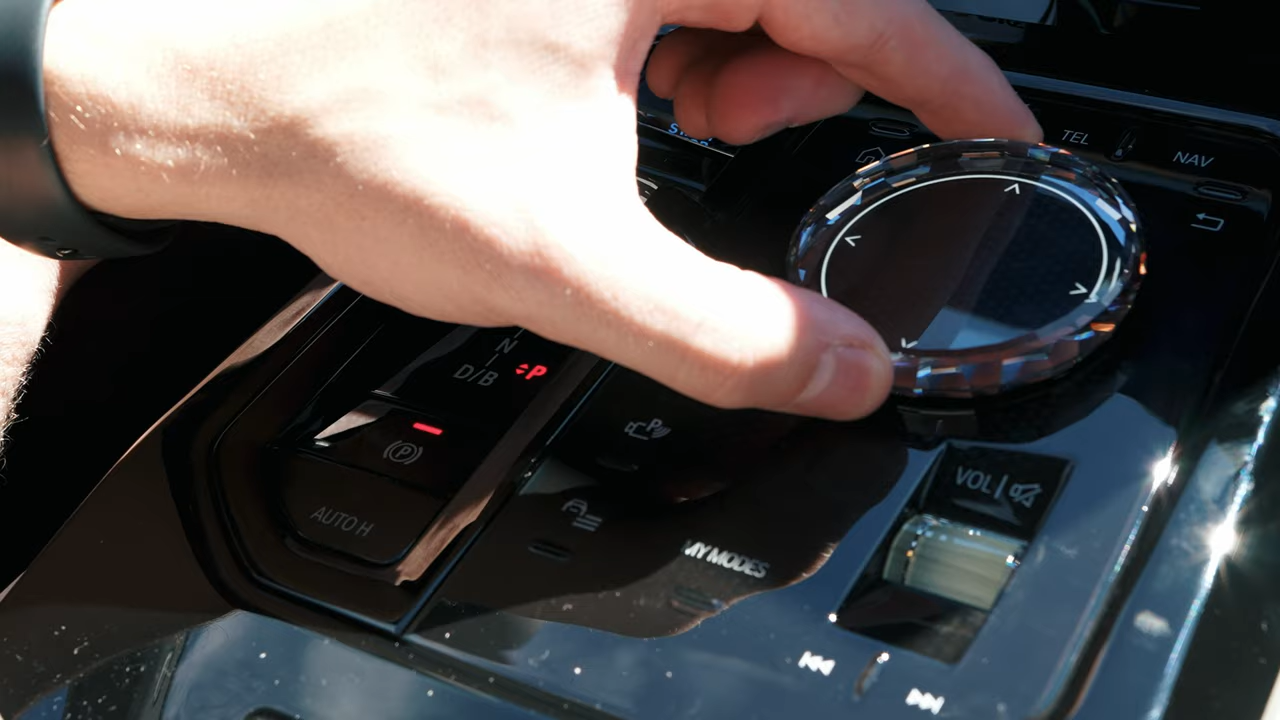 TEL
NAV
N
D/B P
P
P
AUTO H
VOL
MY MODES